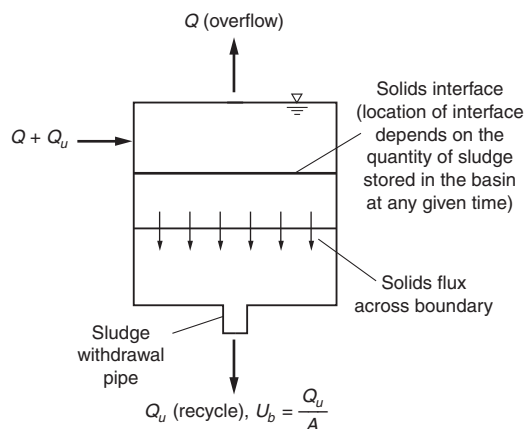 Q (overflow)
Solids interface
(location of interface
depends on the
quantity of sludge
stored in the basin
at any given time)
Q + Qᵤ
Solids flux
across boundary
Sludge
withdrawal
pipe
Qᵤ (recycle), U_b = Qᵤ
A